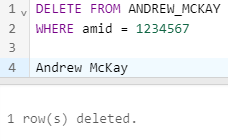 1 DELETE FROM ANDREW_MCKAY
2 WHERE amid = 1234567
3
4 Andrew McKay
1 row(s) deleted.